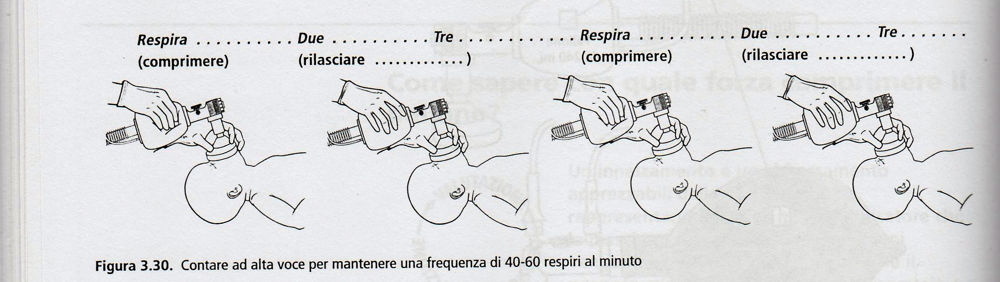 Respira .......... Due .......... Tre ............ Respira .......... Due .......... Tre .......
(comprimere) (rilasciare .............) (comprimere) (rilasciare .............)
Figura 3.30. Contare ad alta voce per mantenere una frequenza di 40-60 respiri al minuto